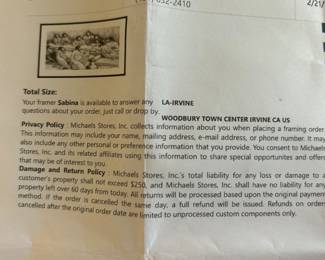 -2410
2/21/
Total Size:
Your framer Sabina is available to answer any LA-IRVINE
questions about your order, just call or drop by.
WOODBURY TOWN CENTER IRVINE CA US
Privacy Policy : Michaels Stores, Inc. collects information about you when placing a framing order.
This information may include your name, mailing address, e-mail address, or phone number. It may
also include any other personal or preference information that you provide. You consent to Michaels
Stores, Inc. and its related affiliates using this information to share special opportunites and offers
that may be of interest to you.
Damage and Return Policy : Michaels Stores, Inc.'s total liability for any loss or damage to a
customer's property shall not exceed $250, and Michaels Stores, Inc. shall have no liability for any
property left over 60 days from today. All returns will be processed based upon the original payment
method. If the order is cancelled the same day, a full refund will be issued. Refunds on orders
cancelled after the original order date are limited to unprocessed custom components only.